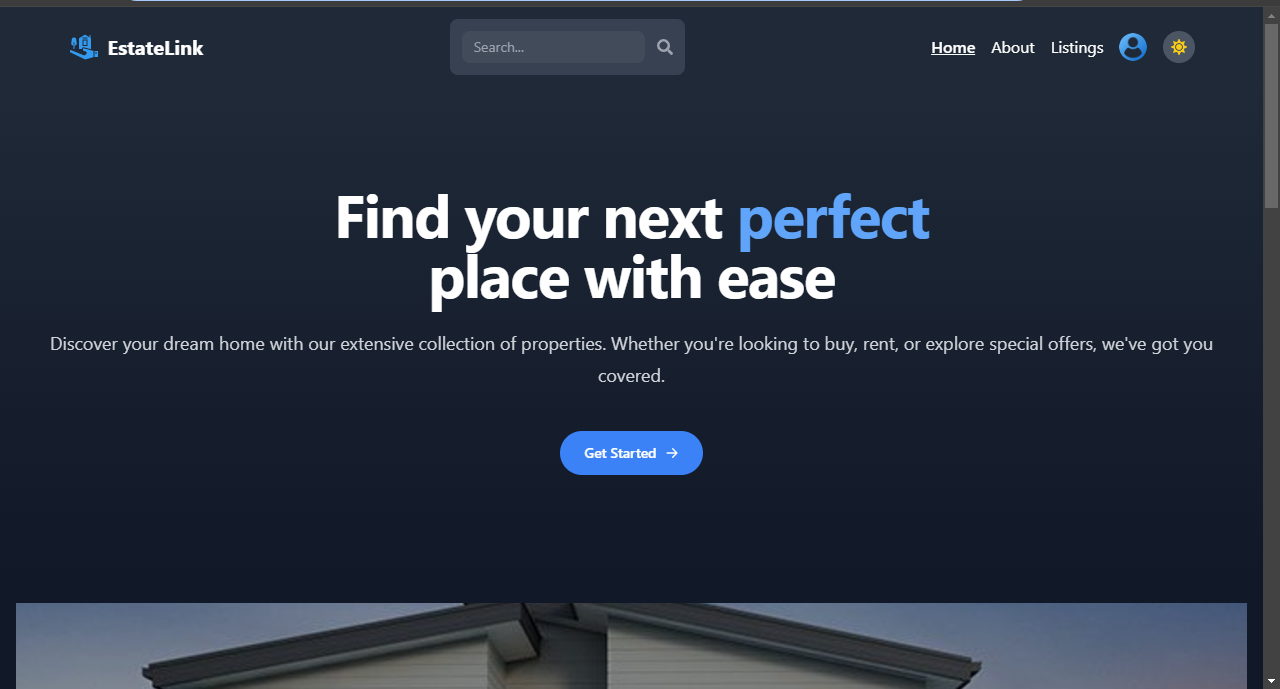 EstateLink
Search...
Home
About
Listings
Find your next perfect
place with ease
Discover your dream home with our extensive collection of properties. Whether you're looking to buy, rent, or explore special offers, we've got you
covered.
Get Started